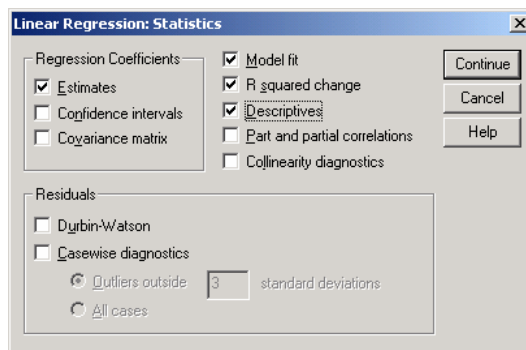 Linear Regression: Statistics
Regression Coefficients
Estimates
Confidence intervals
Covariance matrix
Model fit
R squared change
Descriptives
Part and partial correlations
Collinearity diagnostics
Continue
Cancel
Help
Residuals
Durbin-Watson
Casewise diagnostics
Outliers outside 3 standard deviations
All cases